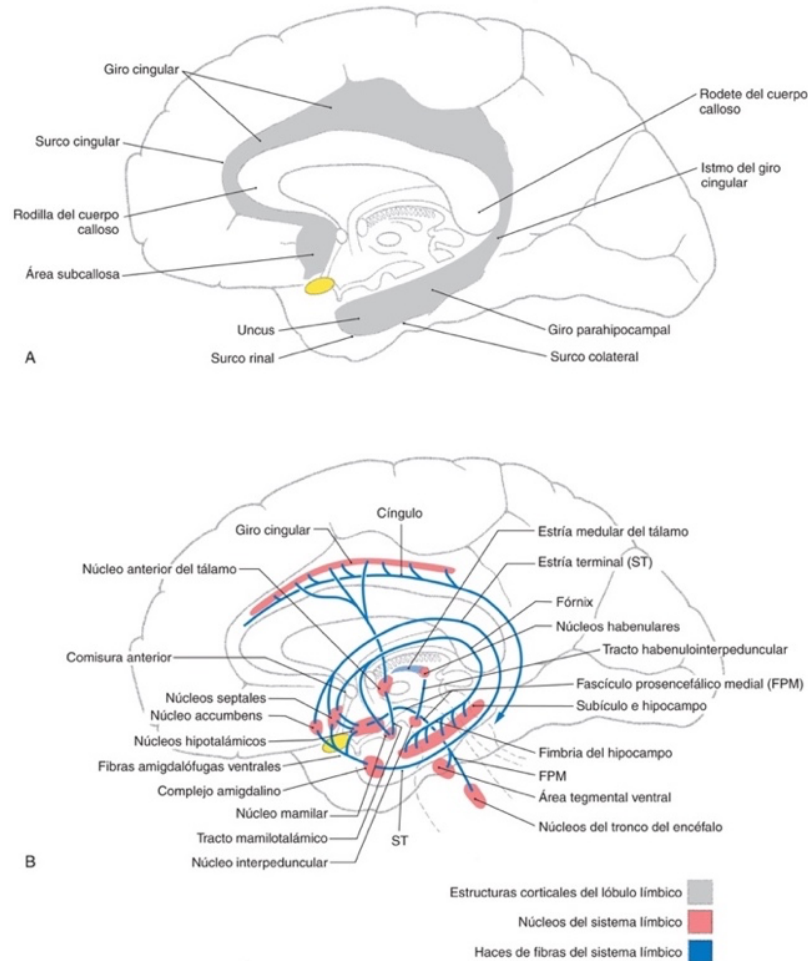 Giro cingular
Surco cingular
Rodilla del cuerpo
calloso
Área subcallosa
Uncus
Surco rinal
Rodete del cuerpo
calloso
Istmo del giro
cingular
Giro parahipocampal
Surco colateral
A
Cíngulo
Giro cingular
Núcleo anterior del tálamo
Comisura anterior
Núcleos septales
Núcleo accumbens
Núcleos hipotalámicos
Fibras amigdalófugas ventrales
Complejo amigdalino
Núcleo mamilar
Tracto mamilotalámico
Núcleo interpeduncular
ST
Estría medular del tálamo
Estría terminal (ST)
Fórnix
Núcleos habenulares
Tracto habenulointerpeduncular
Fascículo prosencefálico medial (FPM)
Subículo e hipocampo
Fimbria del hipocampo
FPM
Área tegmental ventral
Núcleos del tronco del encéfalo
B
Estructuras corticales del lóbulo límbico
Núcleos del sistema límbico
Haces de fibras del sistema límbico